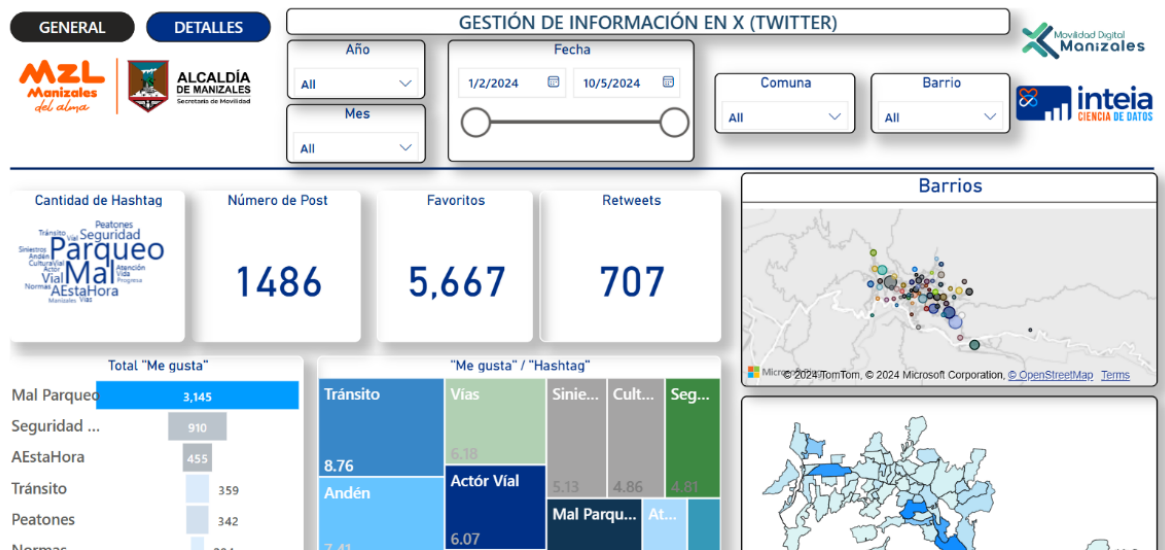 GENERAL
DETALLES
GESTIÓN DE INFORMACIÓN EN X (TWITTER)
MZL
Manizales
del alma
ALCALDÍA
DE MANIZALES
Secretaría de Movilidad
Año
All
Mes
All
Fecha
1/2/2024
10/5/2024
Comuna
All
Barrio
All
Movilidad Digital
Manizales
inteia
CIENCIA DE DATOS
Cantidad de Hashtag
Peatones
Tránsito
Vial
Seguridad
Siniestros
Parqueo
Andén
CulturaVial
Actor
Vial
Mal
Atención
Vida
Progreso
Normas
AEstaHora
Manizales
Vías
Número de Post
1486
Favoritos
5,667
Retweets
707
Barrios
© 2024 TomTom, © 2024 Microsoft Corporation, © OpenStreetMap Terms
Total "Me gusta"
Mal Parqueo
3,145
Seguridad ...
910
AEstaHora
455
Tránsito
359
Peatones
342
Normas
"Me gusta" / "Hashtag"
Tránsito
8.76
Andén
7.41
Vías
6.18
Actór Víal
6.07
Sinie...
5.13
Cult...
4.86
Seg...
4.81
Mal Parqu...
At...